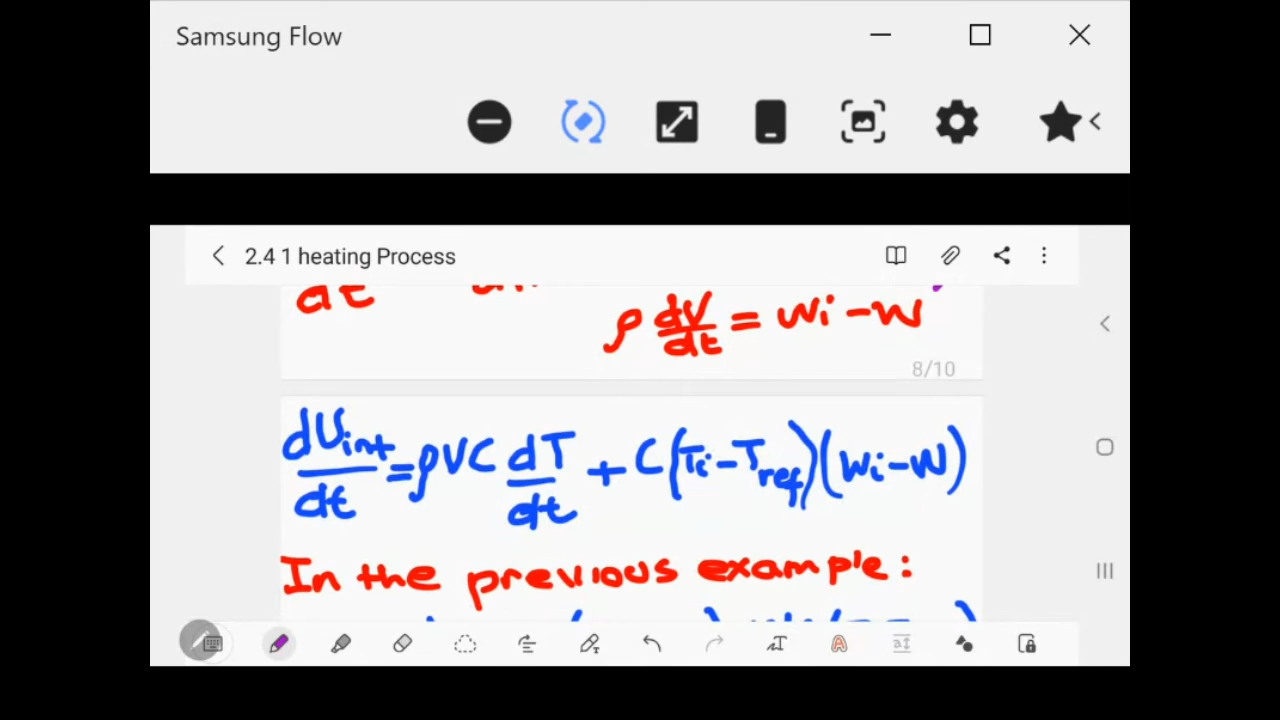 Samsung Flow
2.4 1 heating Process
dt
ρ dV/dt = Wi - W
8/10
dUint/dt = ρVC dT/dt + C(Ti - Tref)(Wi - W)
In the previous example: